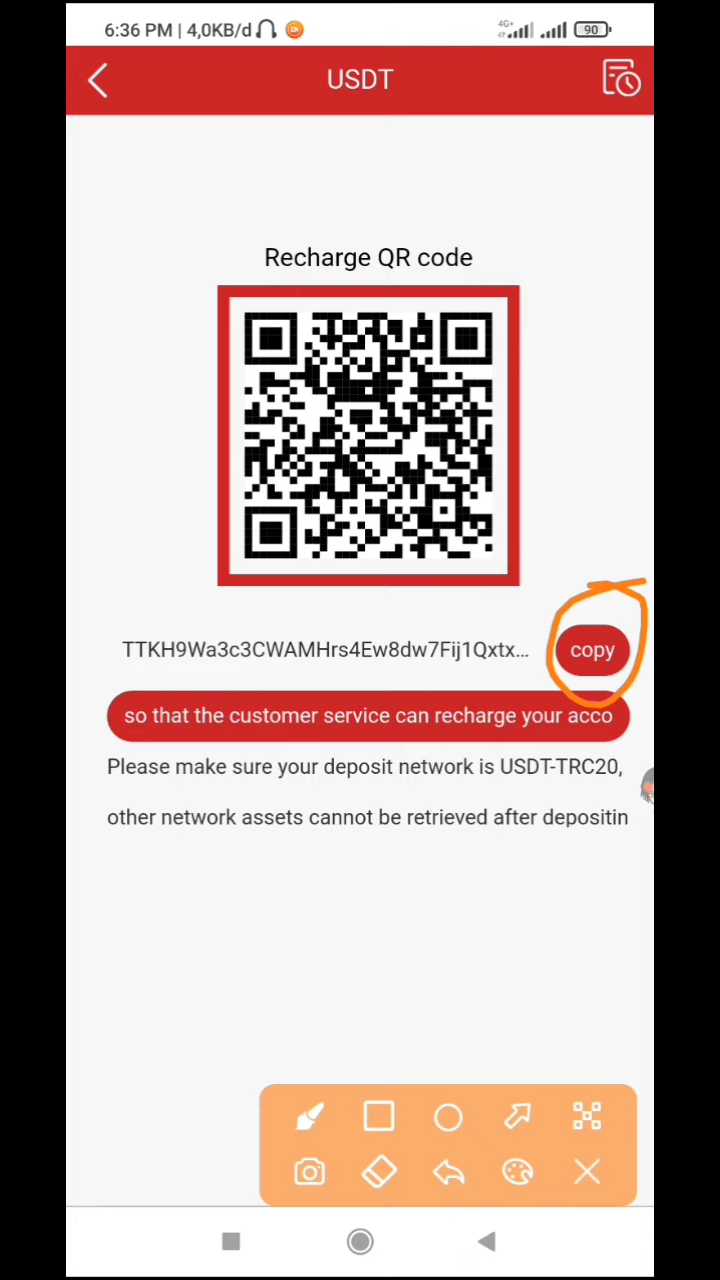 6:36 PM | 4,0KB/d
4G+
90
USDT
Recharge QR code
TTKH9Wa3c3CWAMHrs4Ew8dw7Fij1Qxtx...
copy
so that the customer service can recharge your acco
Please make sure your deposit network is USDT-TRC20,
other network assets cannot be retrieved after depositin